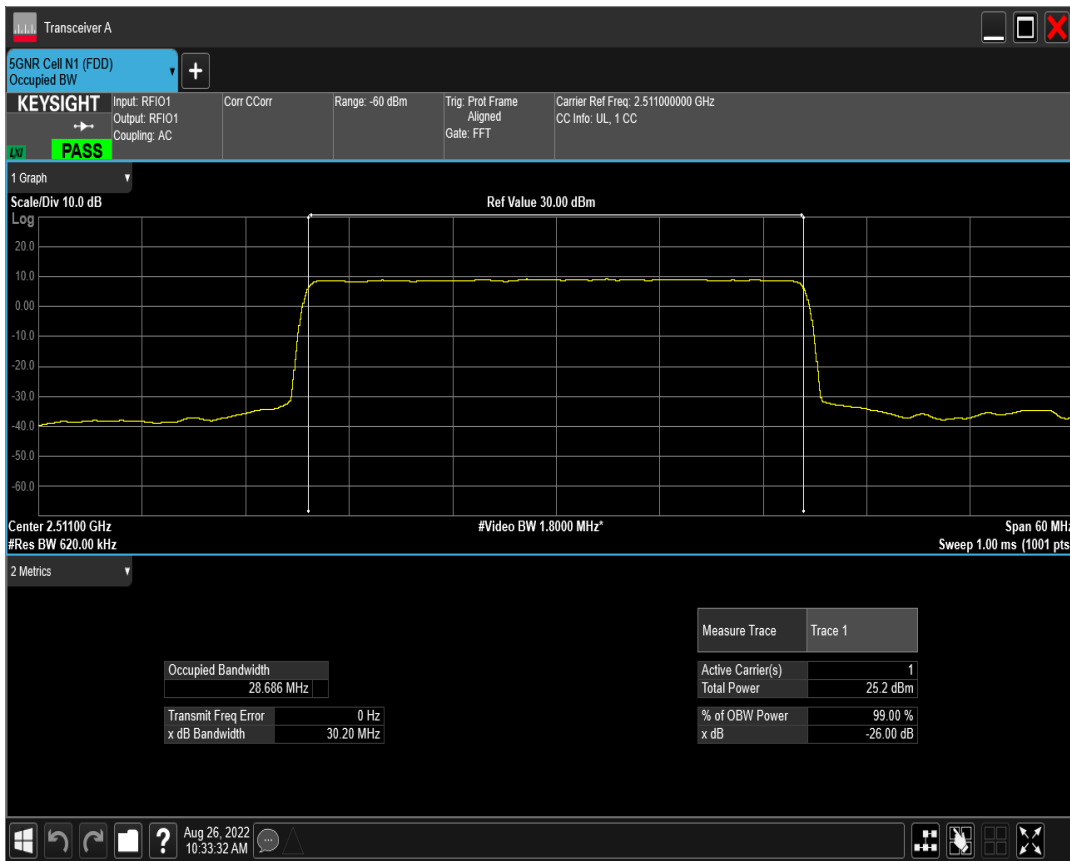 Transceiver A
5GNR Cell N1 (FDD)
Occupied BW
+
KEYSIGHT
LXI
PASS
Input: RFIO1
Output: RFIO1
Coupling: AC
Corr CCorr
Range: -60 dBm
Trig: Prot Frame
Aligned
Gate: FFT
Carrier Ref Freq: 2.511000000 GHz
CC Info: UL, 1 CC
1 Graph
Scale/Div 10.0 dB
Ref Value 30.00 dBm
Log
20.0
10.0
0.00
-10.0
-20.0
-30.0
-40.0
-50.0
-60.0
Center 2.51100 GHz
#Video BW 1.8000 MHz*
Span 60 MHz
#Res BW 620.00 kHz
Sweep 1.00 ms (1001 pts
2 Metrics
Measure Trace Trace 1
Occupied Bandwidth
28.686 MHz
Active Carrier(s) 1
Total Power 25.2 dBm
Transmit Freq Error 0 Hz
x dB Bandwidth 30.20 MHz
% of OBW Power 99.00 %
x dB -26.00 dB
?
Aug 26, 2022
10:33:32 AM